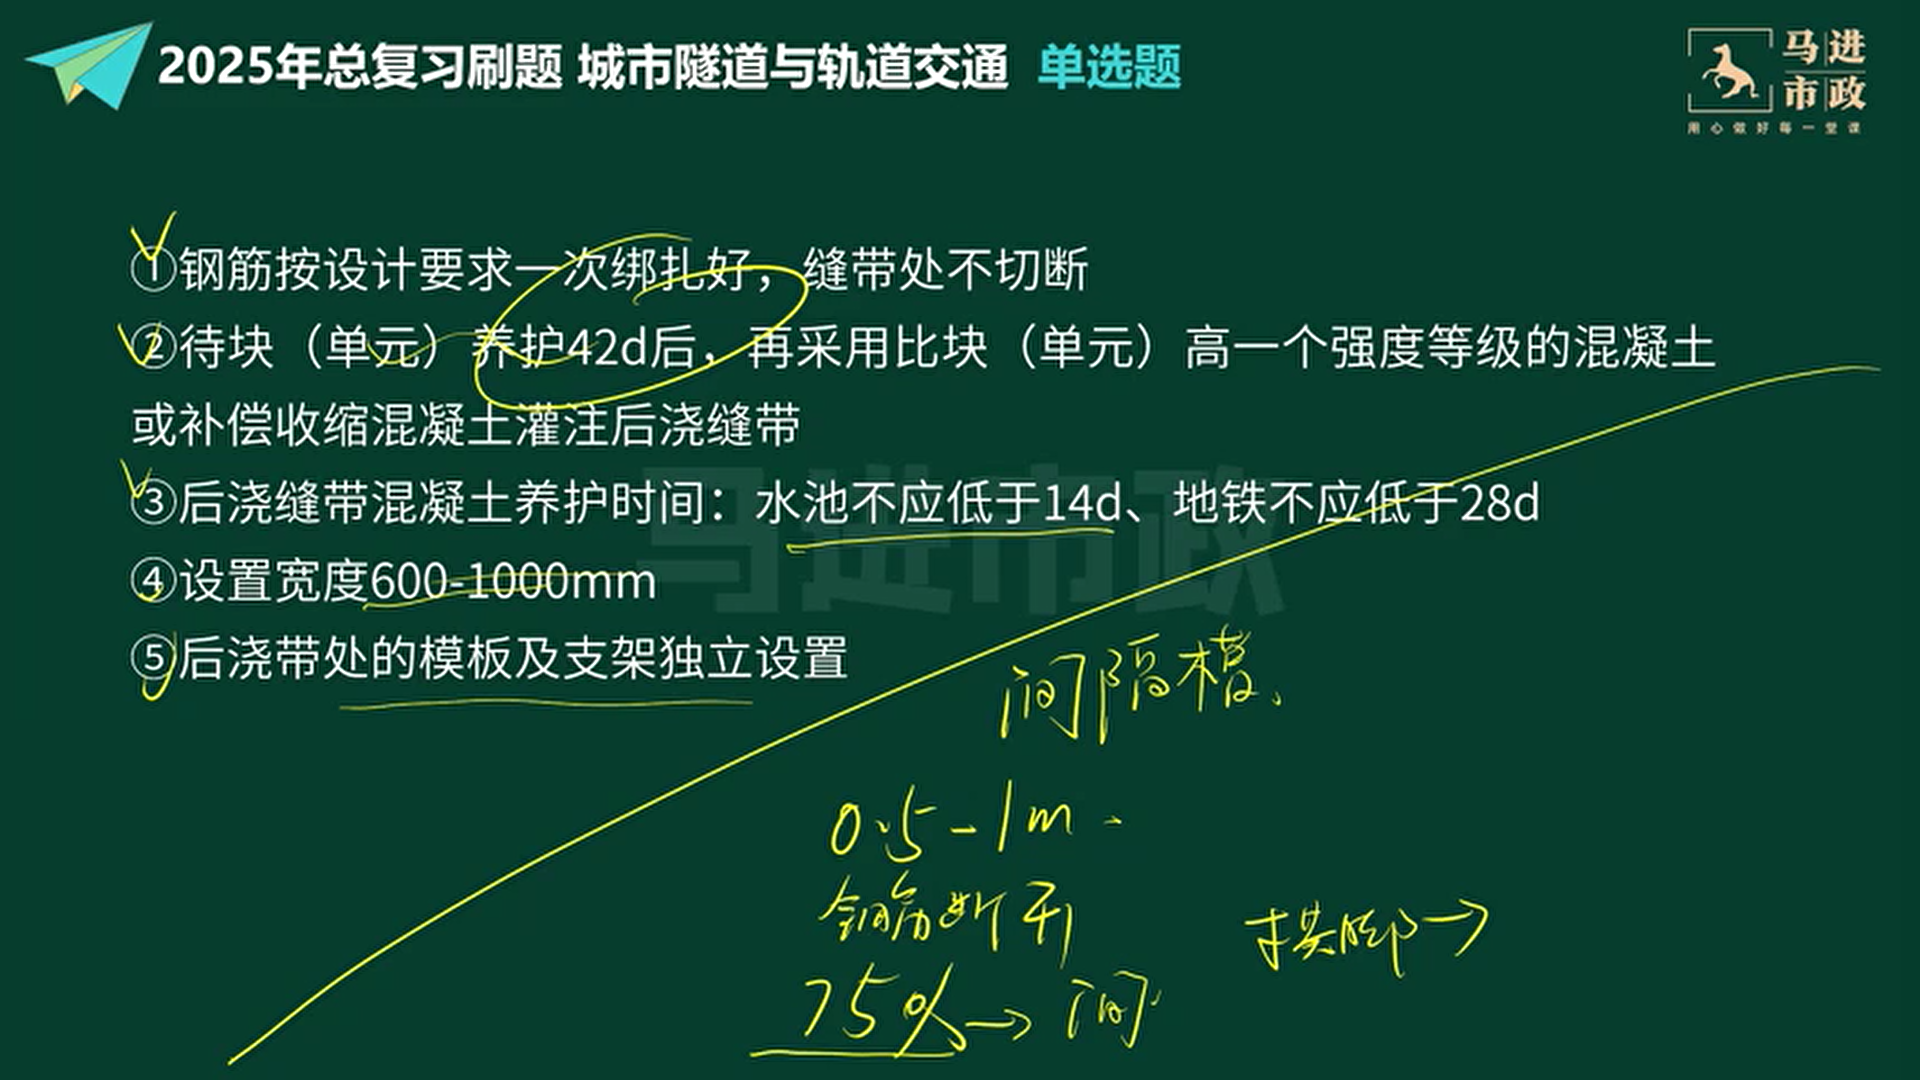 2025年总复习刷题 城市隧道与轨道交通 单选题
马进
市政
用心做好每一堂课
①钢筋按设计要求一次绑扎好，缝带处不切断
②待块（单元）养护42d后，再采用比块（单元）高一个强度等级的混凝土
或补偿收缩混凝土灌注后浇缝带
③后浇缝带混凝土养护时间：水池不应低于14d、地铁不应低于28d
④设置宽度600-1000mm
⑤后浇带处的模板及支架独立设置
马进市政
间隔槽、
0.5-1m.
钢筋断开
拱脚→
75%→间